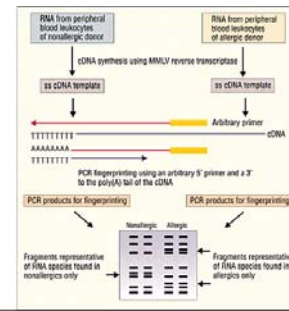 RNA from peripheral
blood leukocytes
of nonallergic donor
RNA from peripheral
blood leukocytes
of allergic donor
cDNA synthesis using MMLV reverse transcriptase
ss cDNA template
ss cDNA template
Arbitrary primer
TTTTTTTTT
cDNA
AAAAAAAA
TTTTTTTTT
PCR fingerprinting using an arbitrary 5' primer and a 3'
to the poly(A) tail of the cDNA
PCR products for fingerprinting
PCR products for fingerprinting
Nonallergic
Allergic
Fragments representative
of RNA species found in
nonallergics only
Fragments representative
of RNA species found in
allergics only